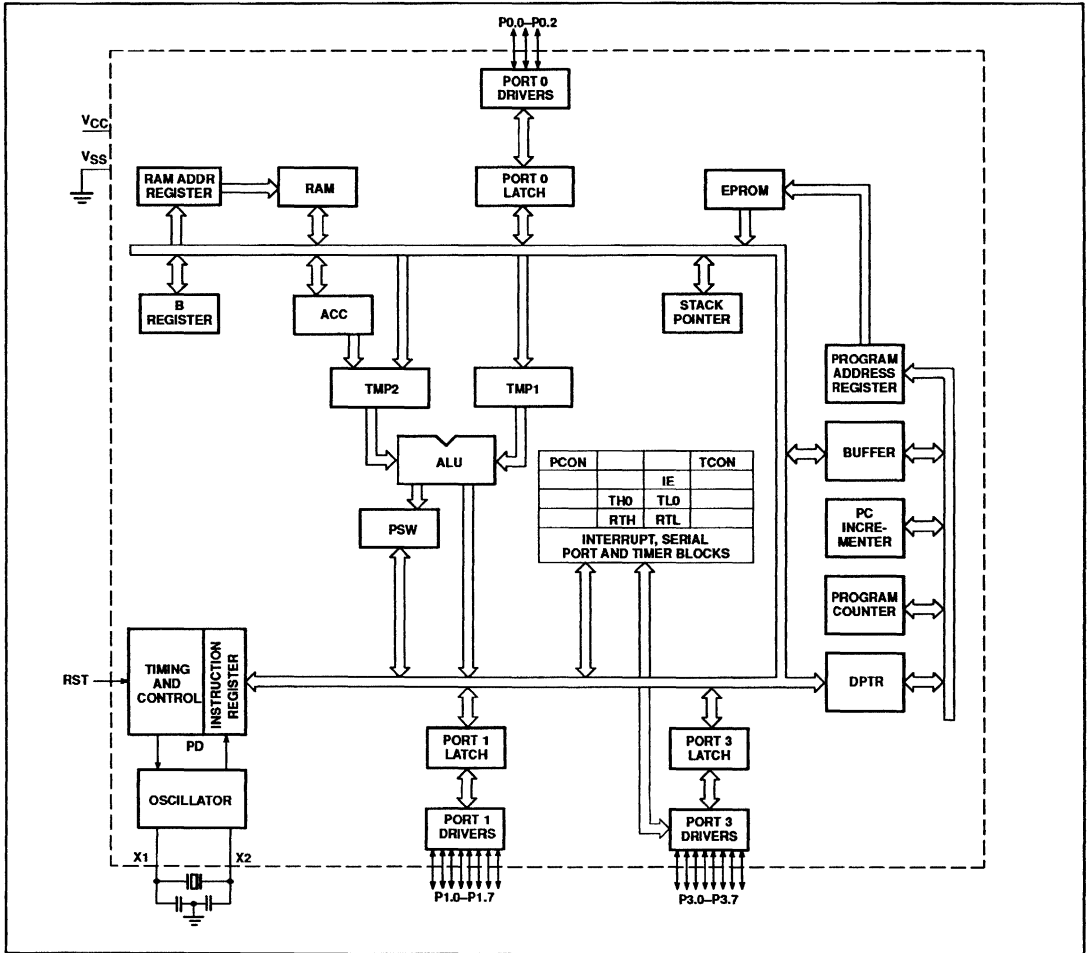 P0.0–P0.2
PORT 0
DRIVERS
VCC
VSS
RAM ADDR
REGISTER
RAM
PORT 0
LATCH
EPROM
B
REGISTER
ACC
STACK
POINTER
PROGRAM
ADDRESS
REGISTER
TMP2
TMP1
ALU
BUFFER
PCON TCON
IE
TH0 TL0
RTH RTL
INTERRUPT, SERIAL
PORT AND TIMER BLOCKS
PSW
PC
INCRE-
MENTER
PROGRAM
COUNTER
RST
TIMING
AND
CONTROL
INSTRUCTION
REGISTER
DPTR
PD
PORT 1
LATCH
PORT 3
LATCH
OSCILLATOR
PORT 1
DRIVERS
PORT 3
DRIVERS
X1 X2
P1.0–P1.7
P3.0–P3.7